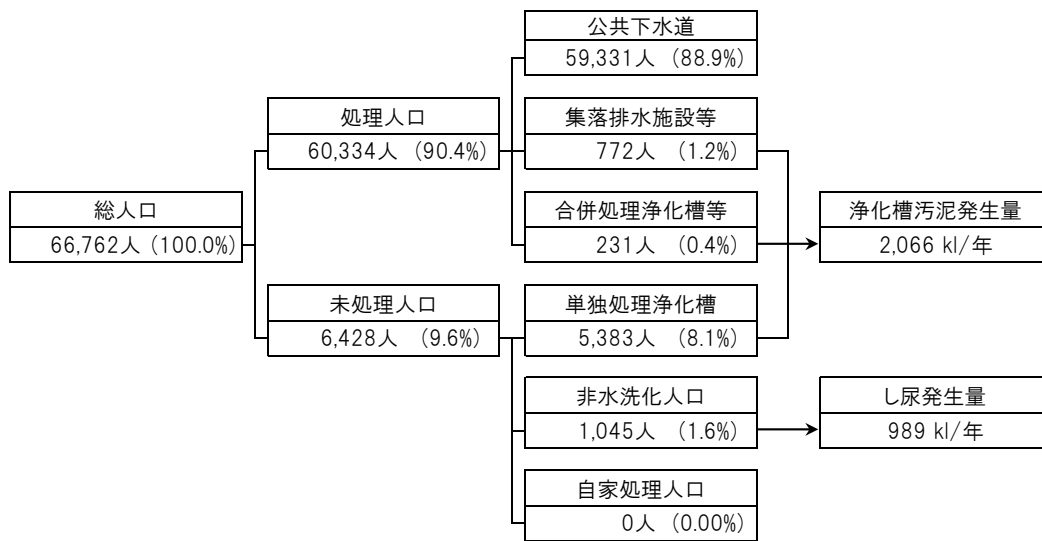 公共下水道
59,331人 (88.9%)
処理人口
60,334人 (90.4%)
集落排水施設等
772人 (1.2%)
総人口
66,762人 (100.0%)
合併処理浄化槽等
231人 (0.4%)
浄化槽汚泥発生量
2,066 kl/年
未処理人口
6,428人 (9.6%)
単独処理浄化槽
5,383人 (8.1%)
非水洗化人口
1,045人 (1.6%)
し尿発生量
989 kl/年
自家処理人口
0人 (0.00%)